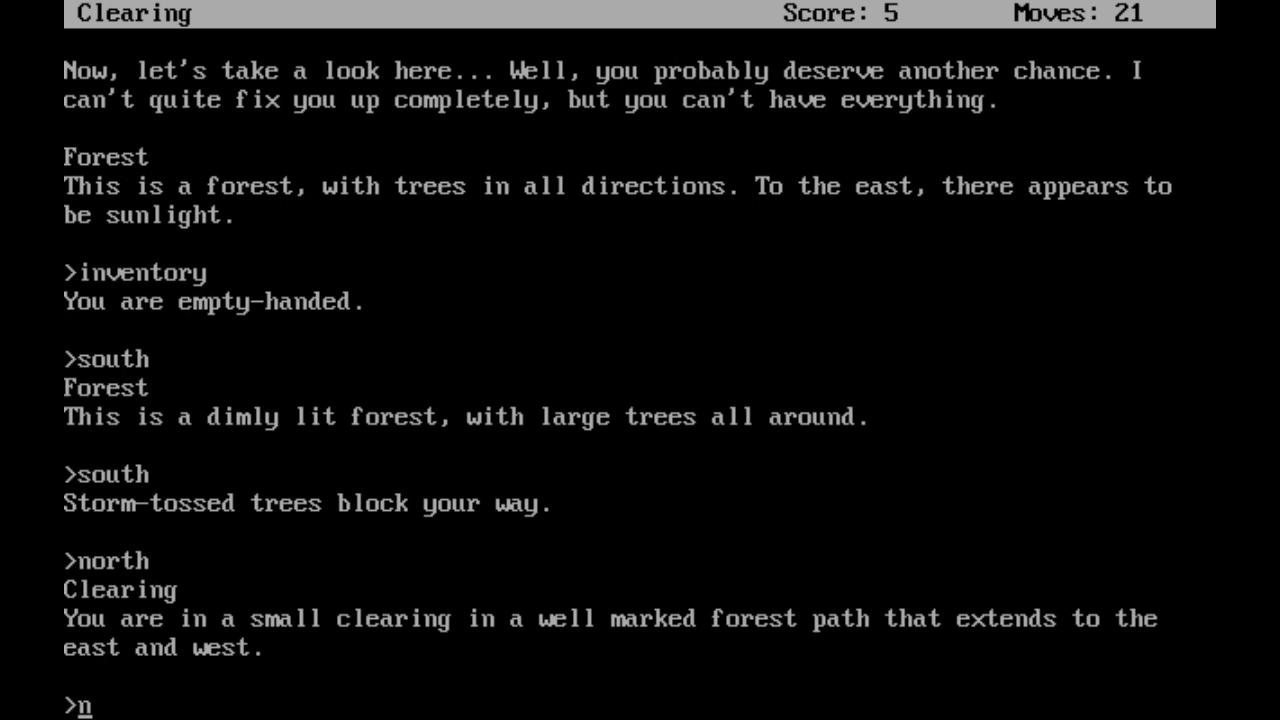 Clearing Score: 5 Moves: 21
Now, let's take a look here... Well, you probably deserve another chance. I
can't quite fix you up completely, but you can't have everything.
Forest
This is a forest, with trees in all directions. To the east, there appears to
be sunlight.
>inventory
You are empty-handed.
>south
Forest
This is a dimly lit forest, with large trees all around.
>south
Storm-tossed trees block your way.
>north
Clearing
You are in a small clearing in a well marked forest path that extends to the
east and west.
>n